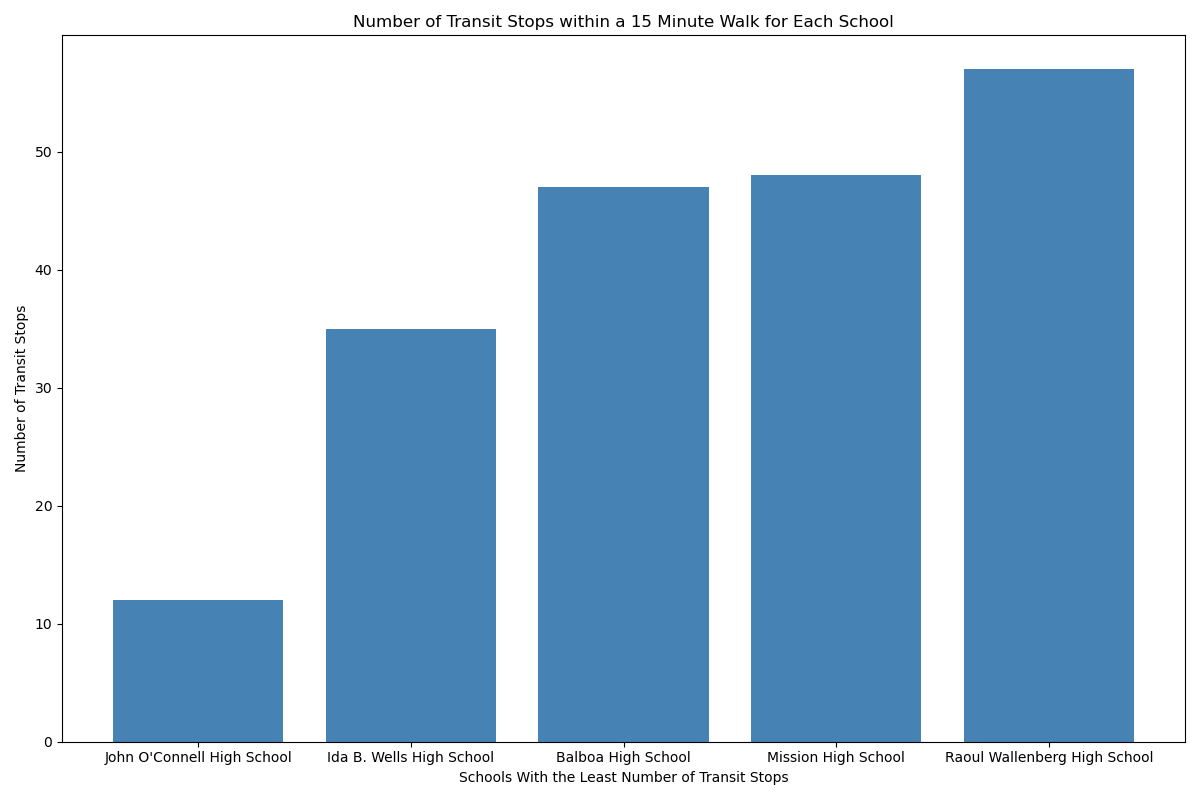 Number of Transit Stops within a 15 Minute Walk for Each School
Number of Transit Stops
50
40
30
20
10
0
John O'Connell High School
Ida B. Wells High School
Balboa High School
Mission High School
Raoul Wallenberg High School
Schools With the Least Number of Transit Stops